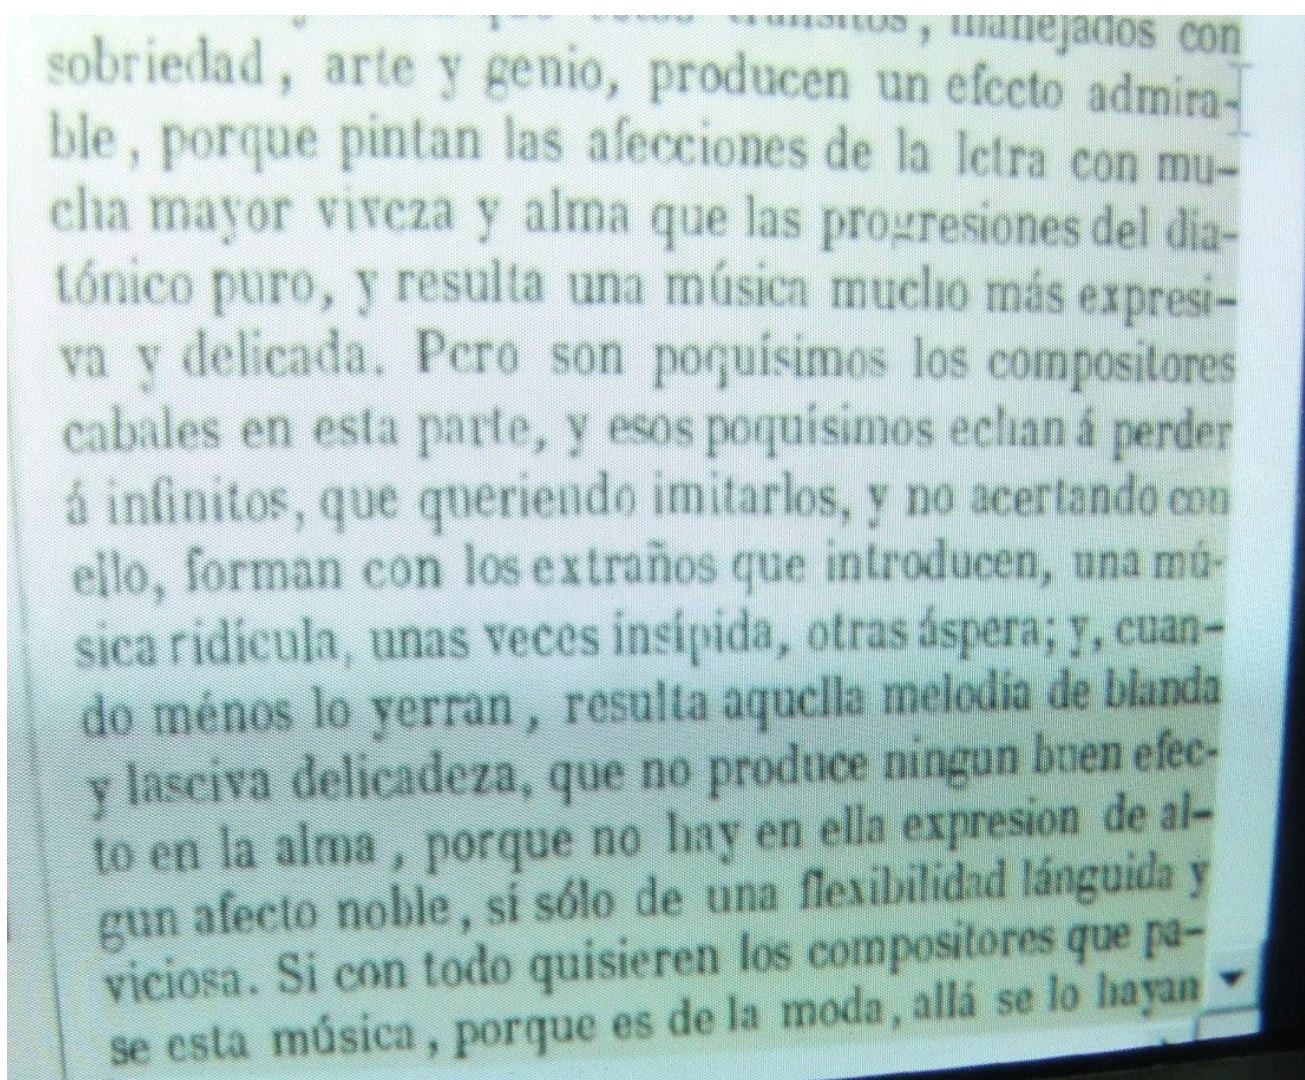 que estos tránsitos, manejados con
sobriedad, arte y genio, producen un efecto admira-
ble, porque pintan las afecciones de la letra con mu-
cha mayor viveza y alma que las progresiones del dia-
tónico puro, y resulta una música mucho más expresi-
va y delicada. Pero son poquísimos los compositores
cabales en esta parte, y esos poquísimos echan á perder
á infinitos, que queriendo imitarlos, y no acertando con
ello, forman con los extraños que introducen, una mú-
sica ridícula, unas veces insípida, otras áspera; y, cuan-
do ménos lo yerran, resulta aquella melodía de blanda
y lasciva delicadeza, que no produce ningun buen efec-
to en la alma, porque no hay en ella expresion de al-
gun afecto noble, sí sólo de una flexibilidad lánguida y
viciosa. Si con todo quisieren los compositores que pa-
se esta música, porque es de la moda, allá se lo hayan